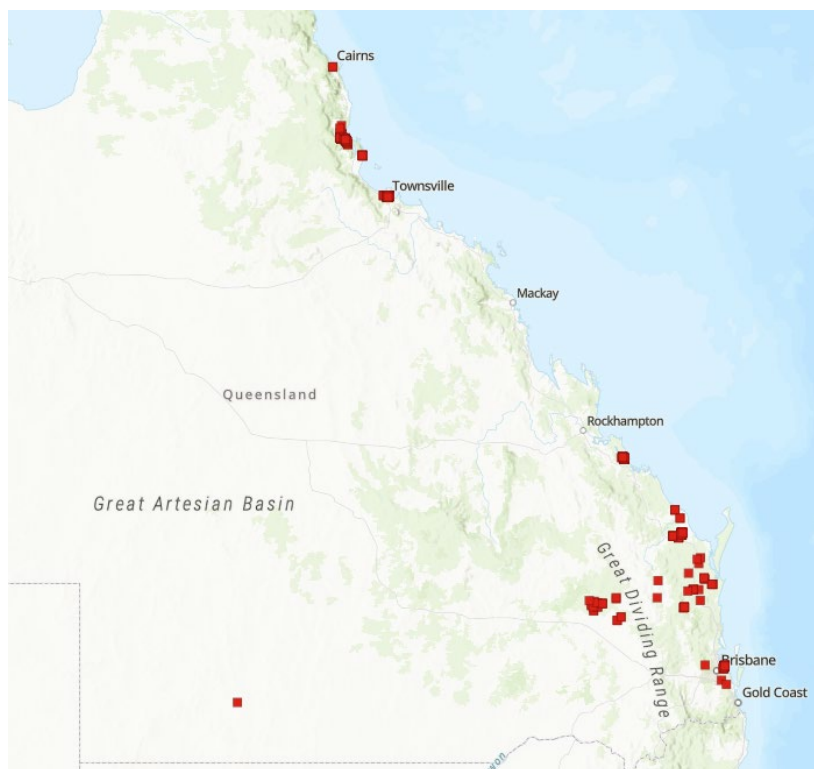 Cairns
Townsville
Mackay
Queensland
Rockhampton
Great Artesian Basin
Great Dividing Range
Brisbane
Gold Coast